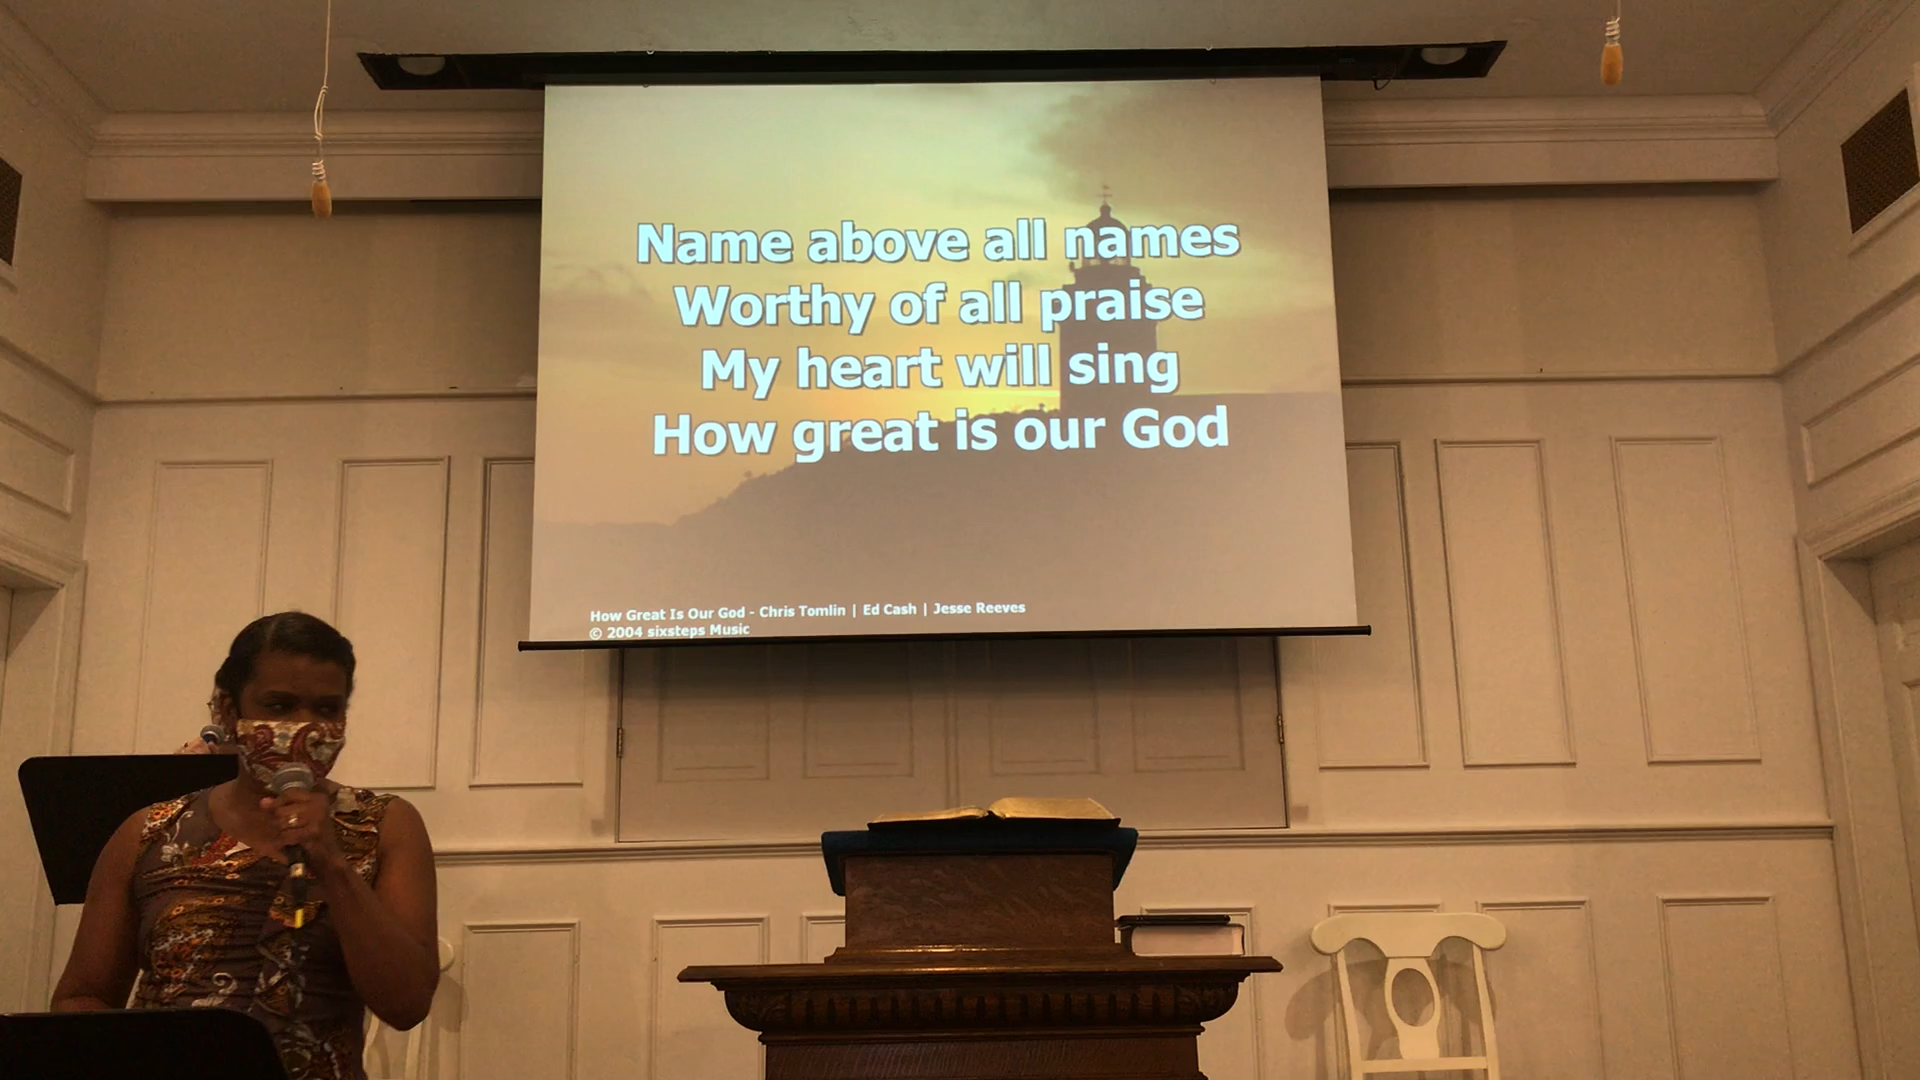 Name above all names
Worthy of all praise
My heart will sing
How great is our God
How Great Is Our God - Chris Tomlin | Ed Cash | Jesse Reeves
© 2004 sixsteps Music